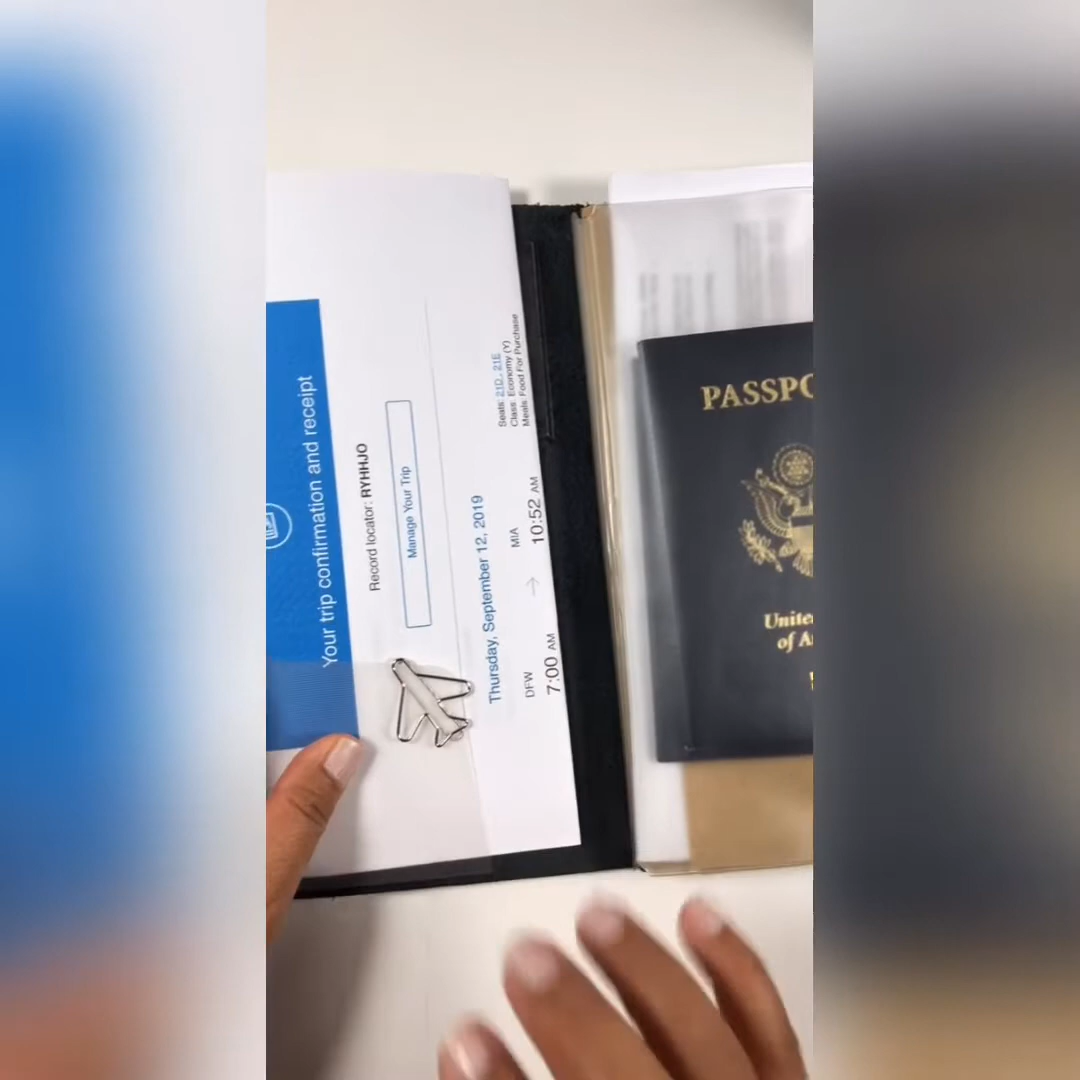 Your trip confirmation and receipt
Record locator: RYHHJO
Manage Your Trip
Thursday, September 12, 2019
DFW
MIA
7:00 AM
10:52 AM
Seats: 21D, 21E
Class: Economy (Y)
Meals: Food For Purchase
PASSPO
Unite
of A